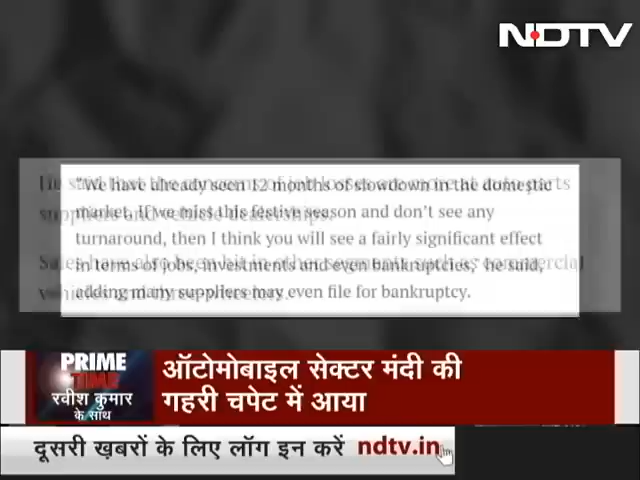 NDTV
"We have already seen 12 months of slowdown in the domestic
market. If we miss this festive season and don't see any
turnaround, then I think you will see a fairly significant effect
in terms of jobs, investments and even bankruptcies," he said,
adding many suppliers may even file for bankruptcy.
PRIME
TIME
रवीश कुमार
के साथ
ऑटोमोबाइल सेक्टर मंदी की
गहरी चपेट में आया
दूसरी ख़बरों के लिए लॉग इन करें ndtv.in